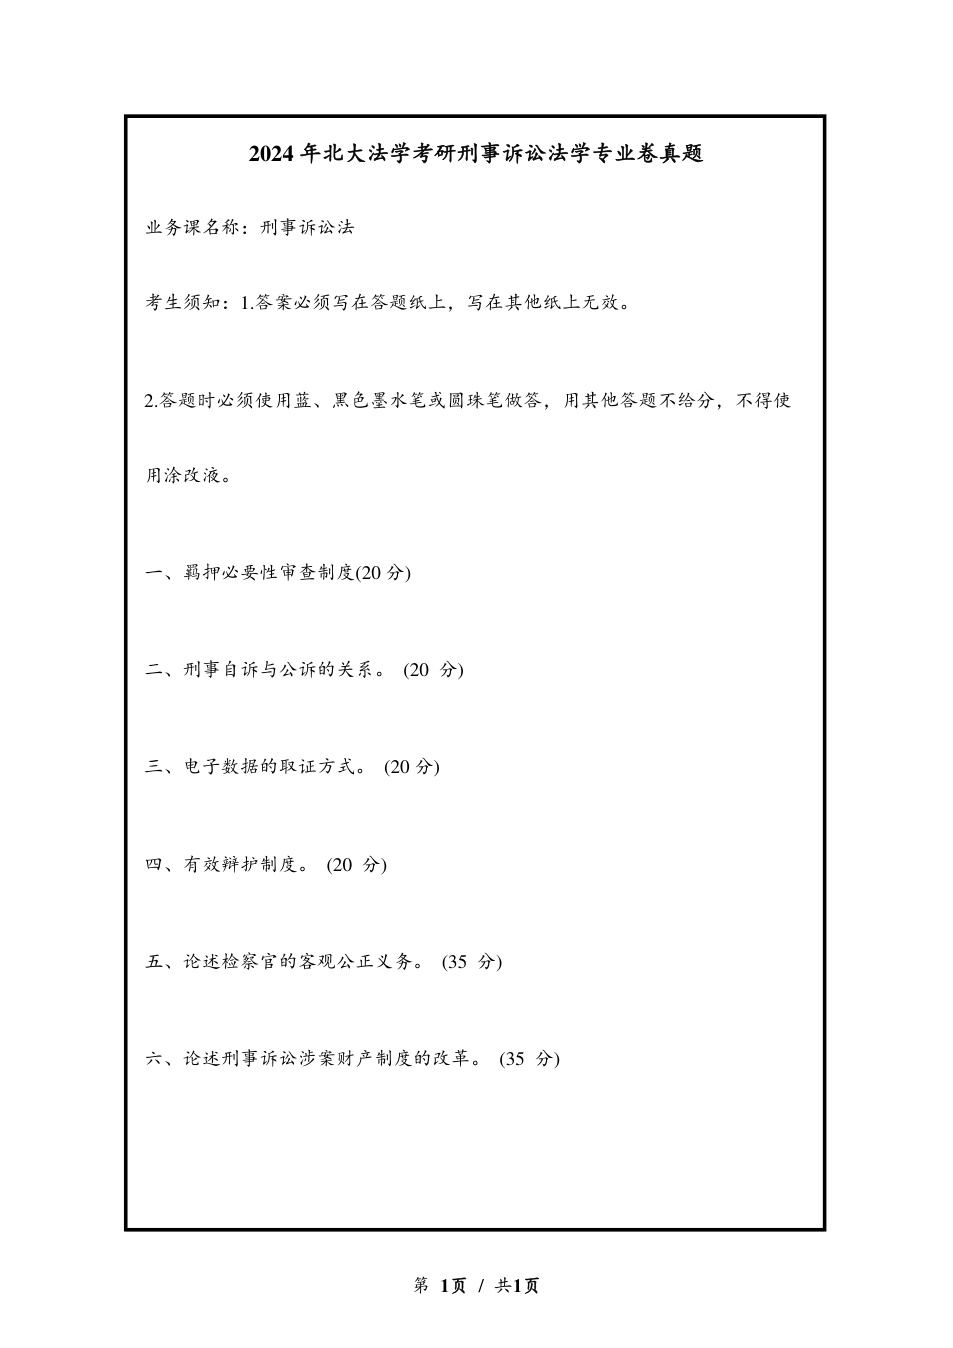 2024 年北大法学考研刑事诉讼法学专业卷真题
业务课名称：刑事诉讼法
考生须知：1.答案必须写在答题纸上，写在其他纸上无效。
2.答题时必须使用蓝、黑色墨水笔或圆珠笔做答，用其他答题不给分，不得使
用涂改液。
一、羁押必要性审查制度(20 分)
二、刑事自诉与公诉的关系。 (20 分)
三、电子数据的取证方式。 (20 分)
四、有效辩护制度。 (20 分)
五、论述检察官的客观公正义务。 (35 分)
六、论述刑事诉讼涉案财产制度的改革。 (35 分)
第 1页 / 共1页